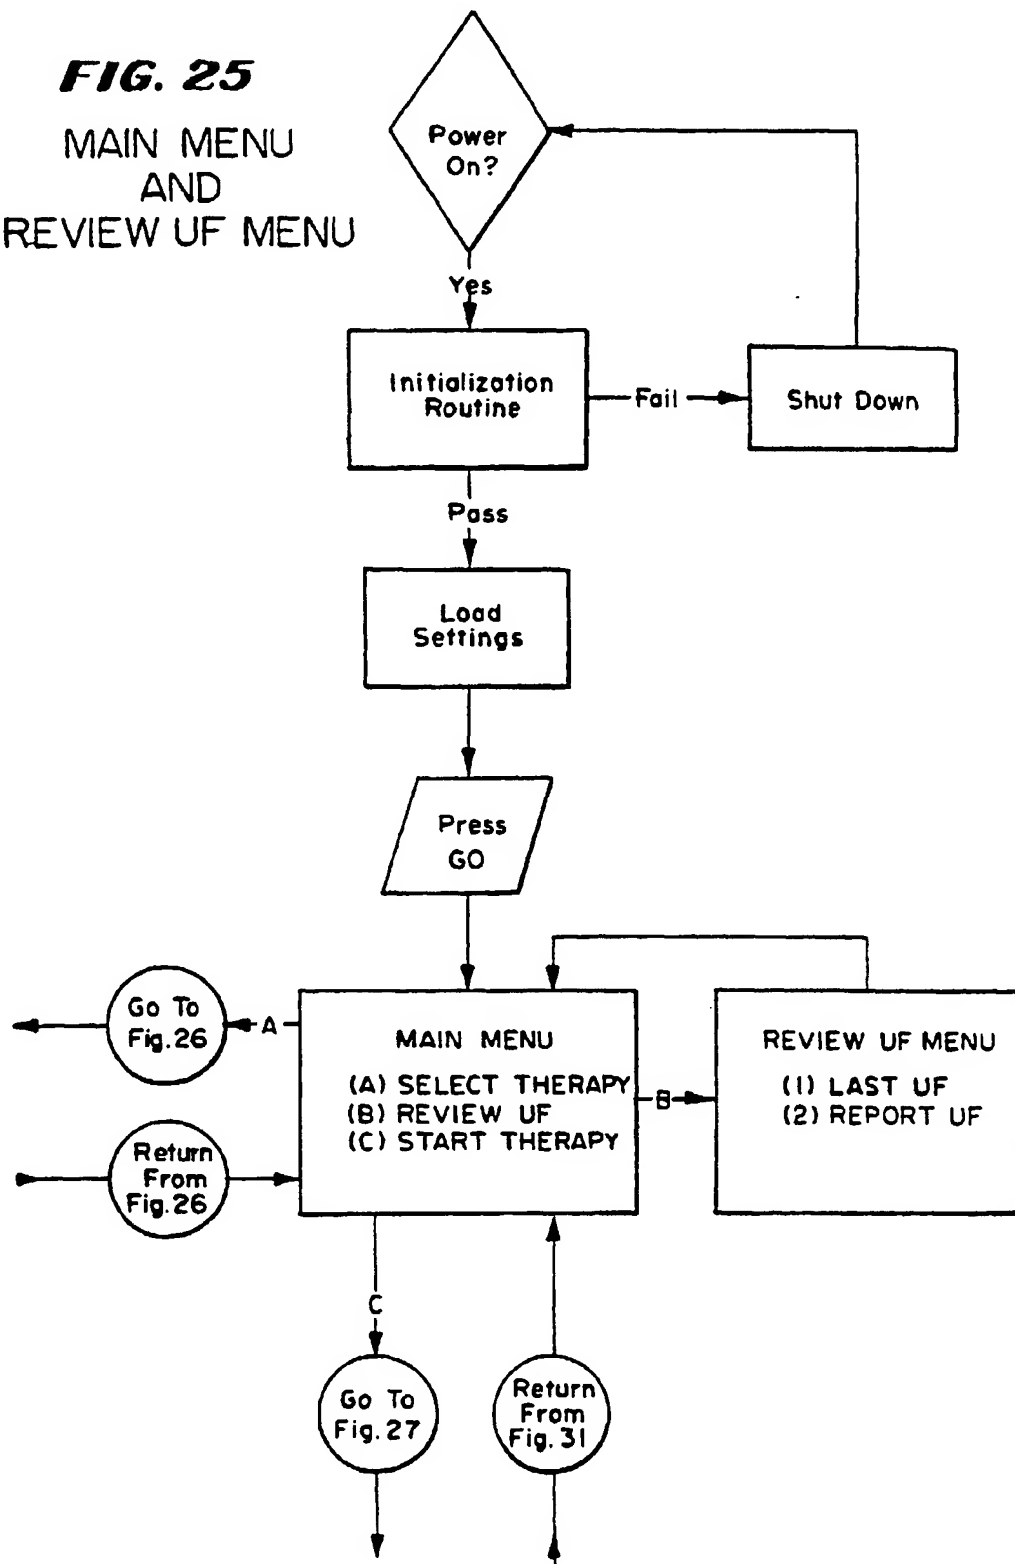 FIG. 25
MAIN MENU
AND
REVIEW UF MENU
Power
On?
Yes
Initialization
Routine
Fail
Shut Down
Pass
Load
Settings
Press
GO
Go To
Fig.26
A
MAIN MENU
(A) SELECT THERAPY
(B) REVIEW UF
(C) START THERAPY
B
REVIEW UF MENU
(1) LAST UF
(2) REPORT UF
Return
From
Fig.26
C
Go To
Fig.27
Return
From
Fig.31